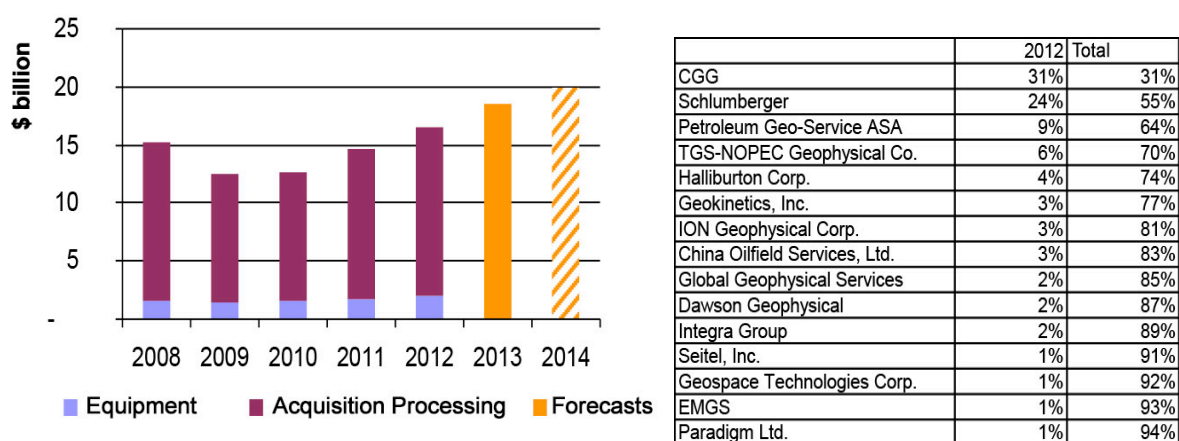 25
20
15
10
5
-
$ billion
2008 2009 2010 2011 2012 2013 2014
Equipment Acquisition Processing Forecasts
2012 Total
CGG 31% 31%
Schlumberger 24% 55%
Petroleum Geo-Service ASA 9% 64%
TGS-NOPEC Geophysical Co. 6% 70%
Halliburton Corp. 4% 74%
Geokinetics, Inc. 3% 77%
ION Geophysical Corp. 3% 81%
China Oilfield Services, Ltd. 3% 83%
Global Geophysical Services 2% 85%
Dawson Geophysical 2% 87%
Integra Group 2% 89%
Seitel, Inc. 1% 91%
Geospace Technologies Corp. 1% 92%
EMGS 1% 93%
Paradigm Ltd. 1% 94%